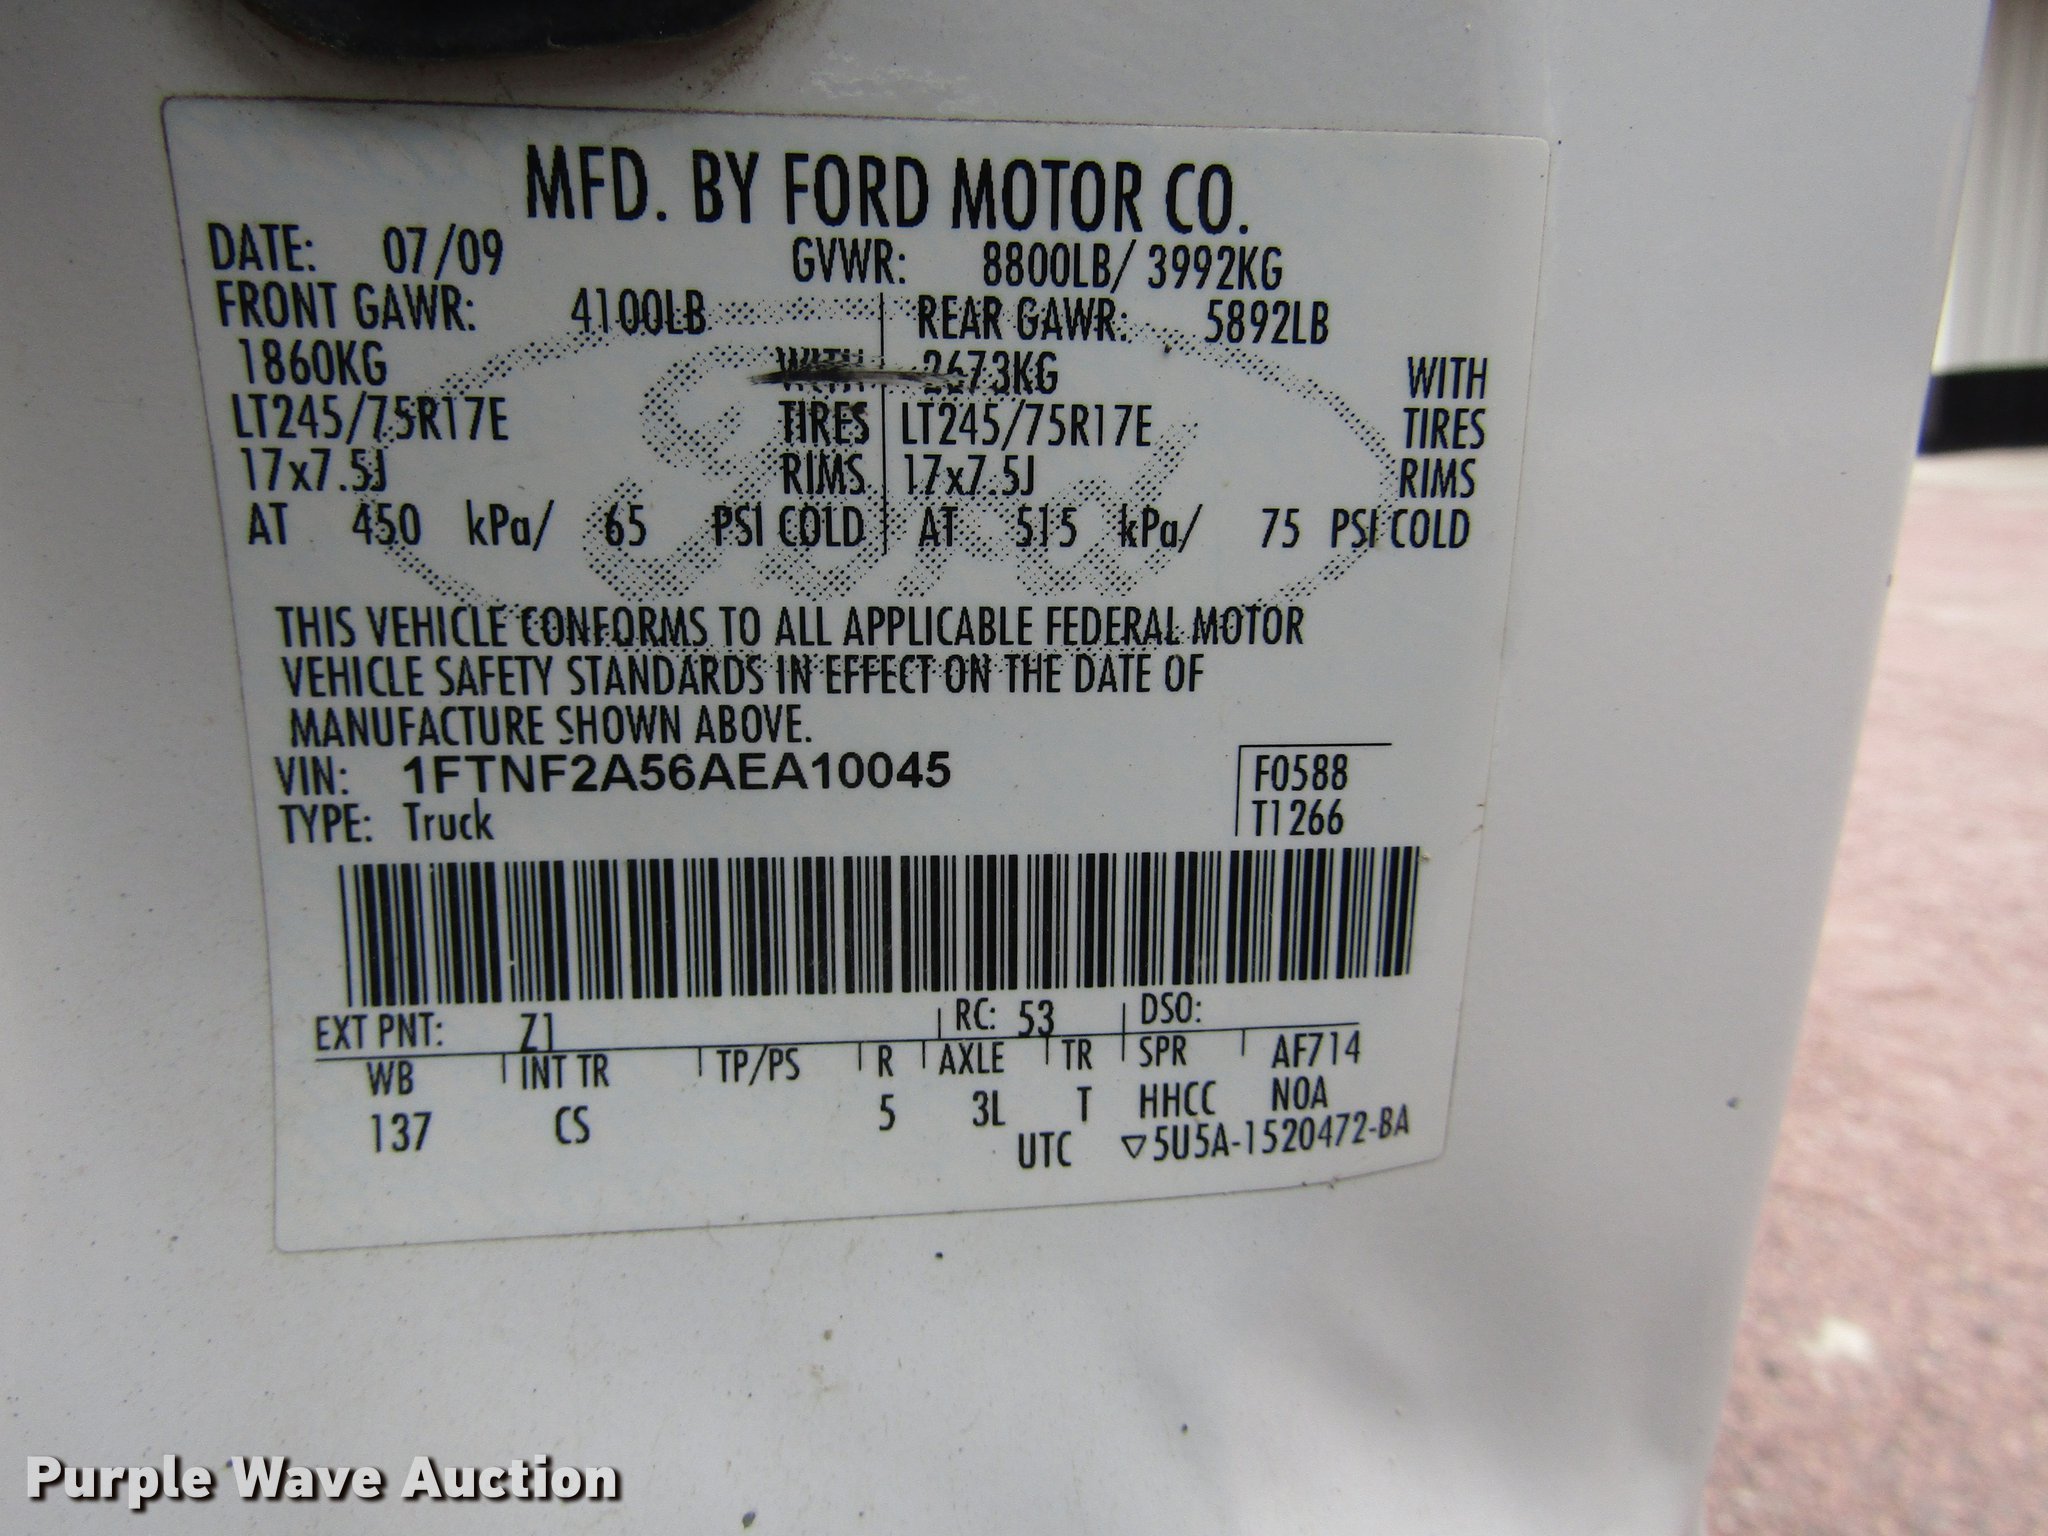 MFD. BY FORD MOTOR CO.
DATE: 07/09 GVWR: 8800LB/ 3992KG
FRONT GAWR: 4100LB REAR GAWR: 5892LB
1860KG WITH 2673KG WITH
LT245/75R17E TIRES LT245/75R17E TIRES
17x7.5J RIMS 17x7.5J RIMS
AT 450 kPa/ 65 PSI COLD AT 515 kPa/ 75 PSI COLD
Ford
THIS VEHICLE CONFORMS TO ALL APPLICABLE FEDERAL MOTOR
VEHICLE SAFETY STANDARDS IN EFFECT ON THE DATE OF
MANUFACTURE SHOWN ABOVE.
VIN: 1FTNF2A56AEA10045 F0588
TYPE: Truck T1266
EXT PNT: Z1 RC: 53 DSO:
WB INT TR TP/PS R AXLE TR SPR AF714
137 CS 5 3L T HHCC NOA
UTC ▽5U5A-1520472-BA
Purple Wave Auction